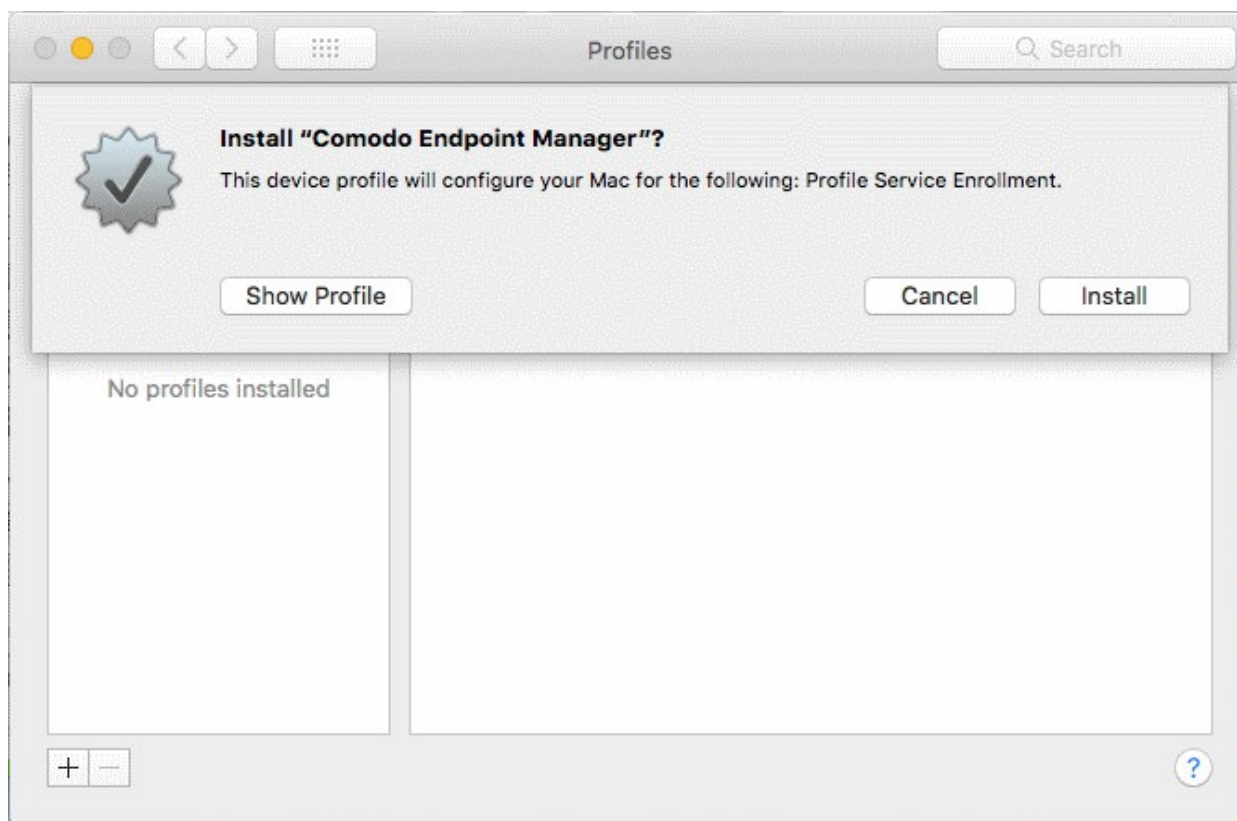 Profiles
Search
Install “Comodo Endpoint Manager”?
This device profile will configure your Mac for the following: Profile Service Enrollment.
Show Profile
Cancel
Install
No profiles installed
+
−
?